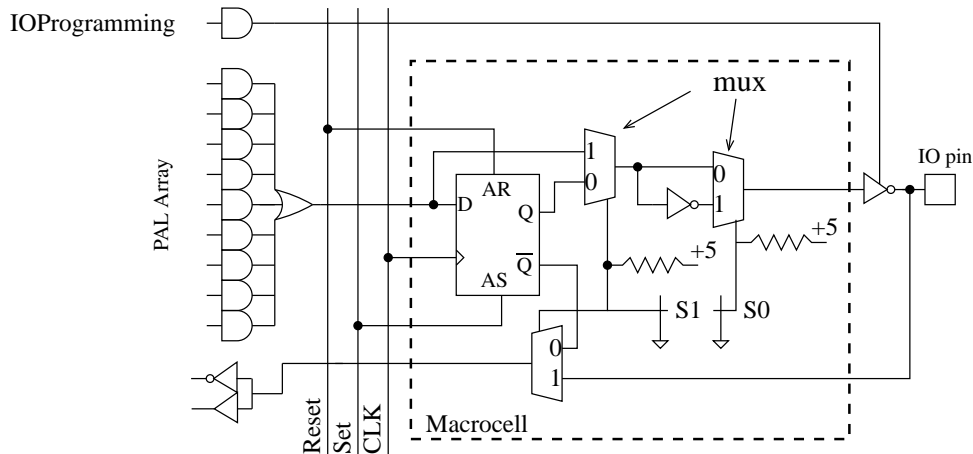 IOProgramming
mux
IO pin
1
0
AR
D
Q
Q
AS
0
1
+5
+5
S1
S0
0
1
PAL Array
Reset
Set
CLK
Macrocell